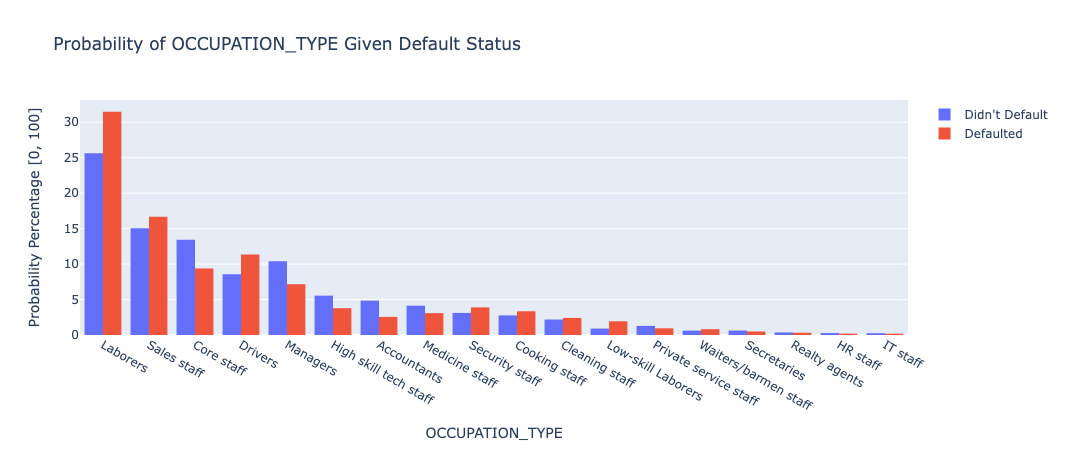 Probability of OCCUPATION_TYPE Given Default Status
Probability Percentage [0, 100]
30
25
20
15
10
5
0
Laborers
Sales staff
Core staff
Drivers
Managers
High skill tech staff
Accountants
Medicine staff
Security staff
Cooking staff
Cleaning staff
Low-skill Laborers
Private service staff
Waiters/barmen staff
Secretaries
Realty agents
HR staff
IT staff
OCCUPATION_TYPE
Didn't Default
Defaulted